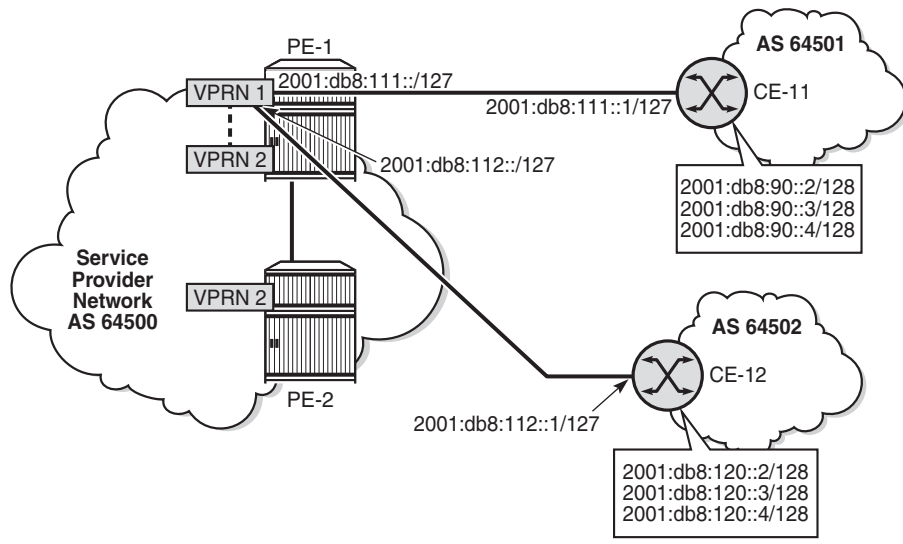 PE-1
AS 64501
VPRN 1
2001:db8:111::/127
2001:db8:111::1/127
CE-11
VPRN 2
2001:db8:112::/127
2001:db8:90::2/128
2001:db8:90::3/128
2001:db8:90::4/128
Service
Provider
Network
AS 64500
VPRN 2
PE-2
AS 64502
CE-12
2001:db8:112::1/127
2001:db8:120::2/128
2001:db8:120::3/128
2001:db8:120::4/128